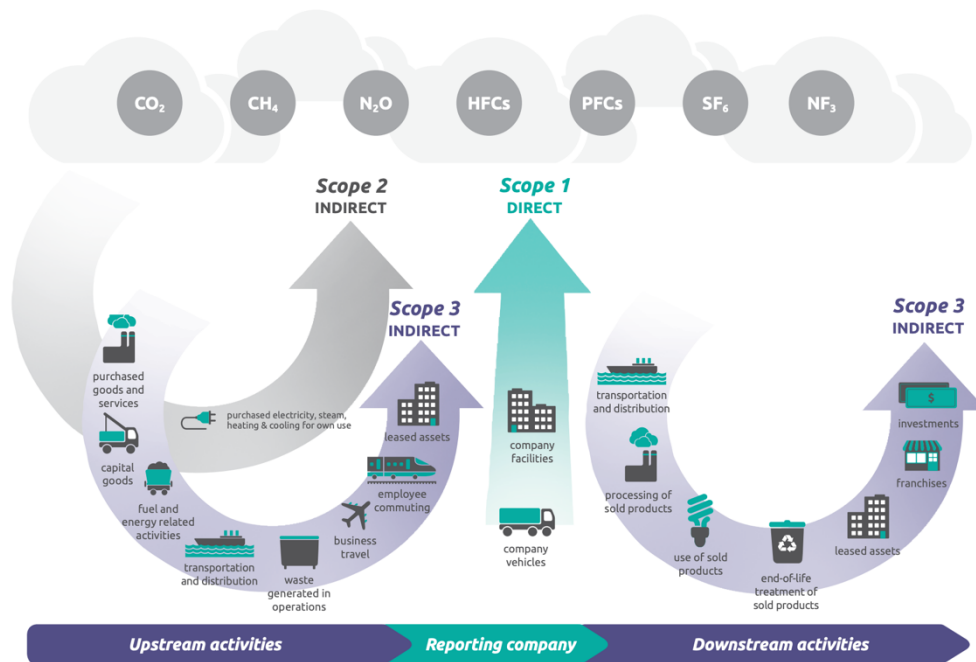 CO₂
CH₄
N₂O
HFCs
PFCs
SF₆
NF₃
Scope 2
INDIRECT
Scope 1
DIRECT
Scope 3
INDIRECT
Scope 3
INDIRECT
purchased
goods and
services
capital
goods
fuel and
energy related
activities
transportation
and distribution
waste
generated in
operations
business
travel
employee
commuting
leased assets
purchased electricity, steam,
heating & cooling for own use
company
facilities
company
vehicles
transportation
and distribution
processing of
sold products
use of sold
products
end-of-life
treatment of
sold products
leased assets
franchises
$
investments
Upstream activities
Reporting company
Downstream activities